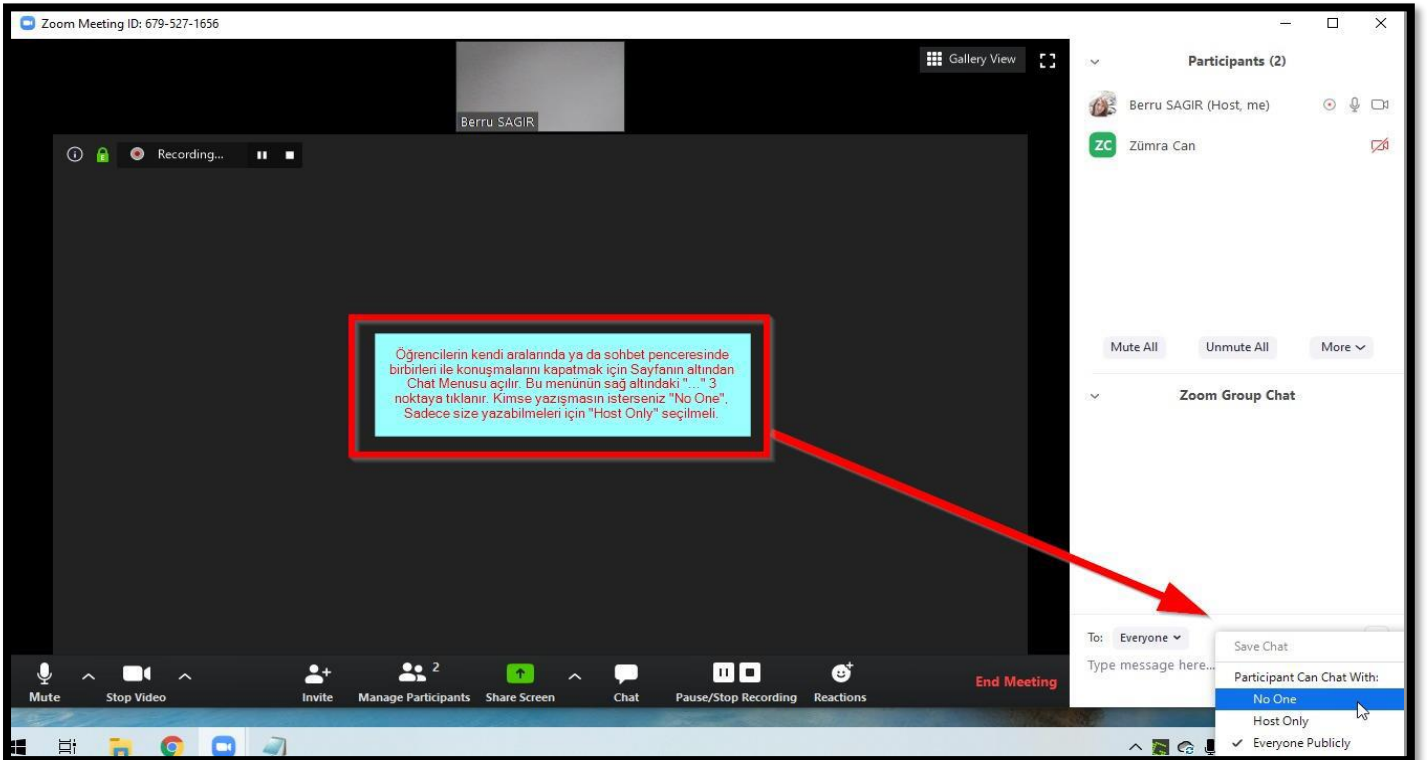 Zoom Meeting ID: 679-527-1656
Gallery View
Berru SAGIR
Recording...
Öğrencilerin kendi aralarında ya da sohbet penceresinde
birbirleri ile konuşmalarını kapatmak için Sayfanın altından
Chat Menusu açılır. Bu menünün sağ altındaki "..." 3
noktaya tıklanır. Kimse yazışmasın isterseniz "No One",
Sadece size yazabilmeleri için "Host Only" seçilmeli.
Participants (2)
Berru SAGIR (Host, me)
ZC Zümra Can
Mute All Unmute All More
Zoom Group Chat
To: Everyone
Type message here...
Save Chat
Participant Can Chat With:
No One
Host Only
Everyone Publicly
Mute Stop Video Invite Manage Participants 2 Share Screen Chat Pause/Stop Recording Reactions End Meeting